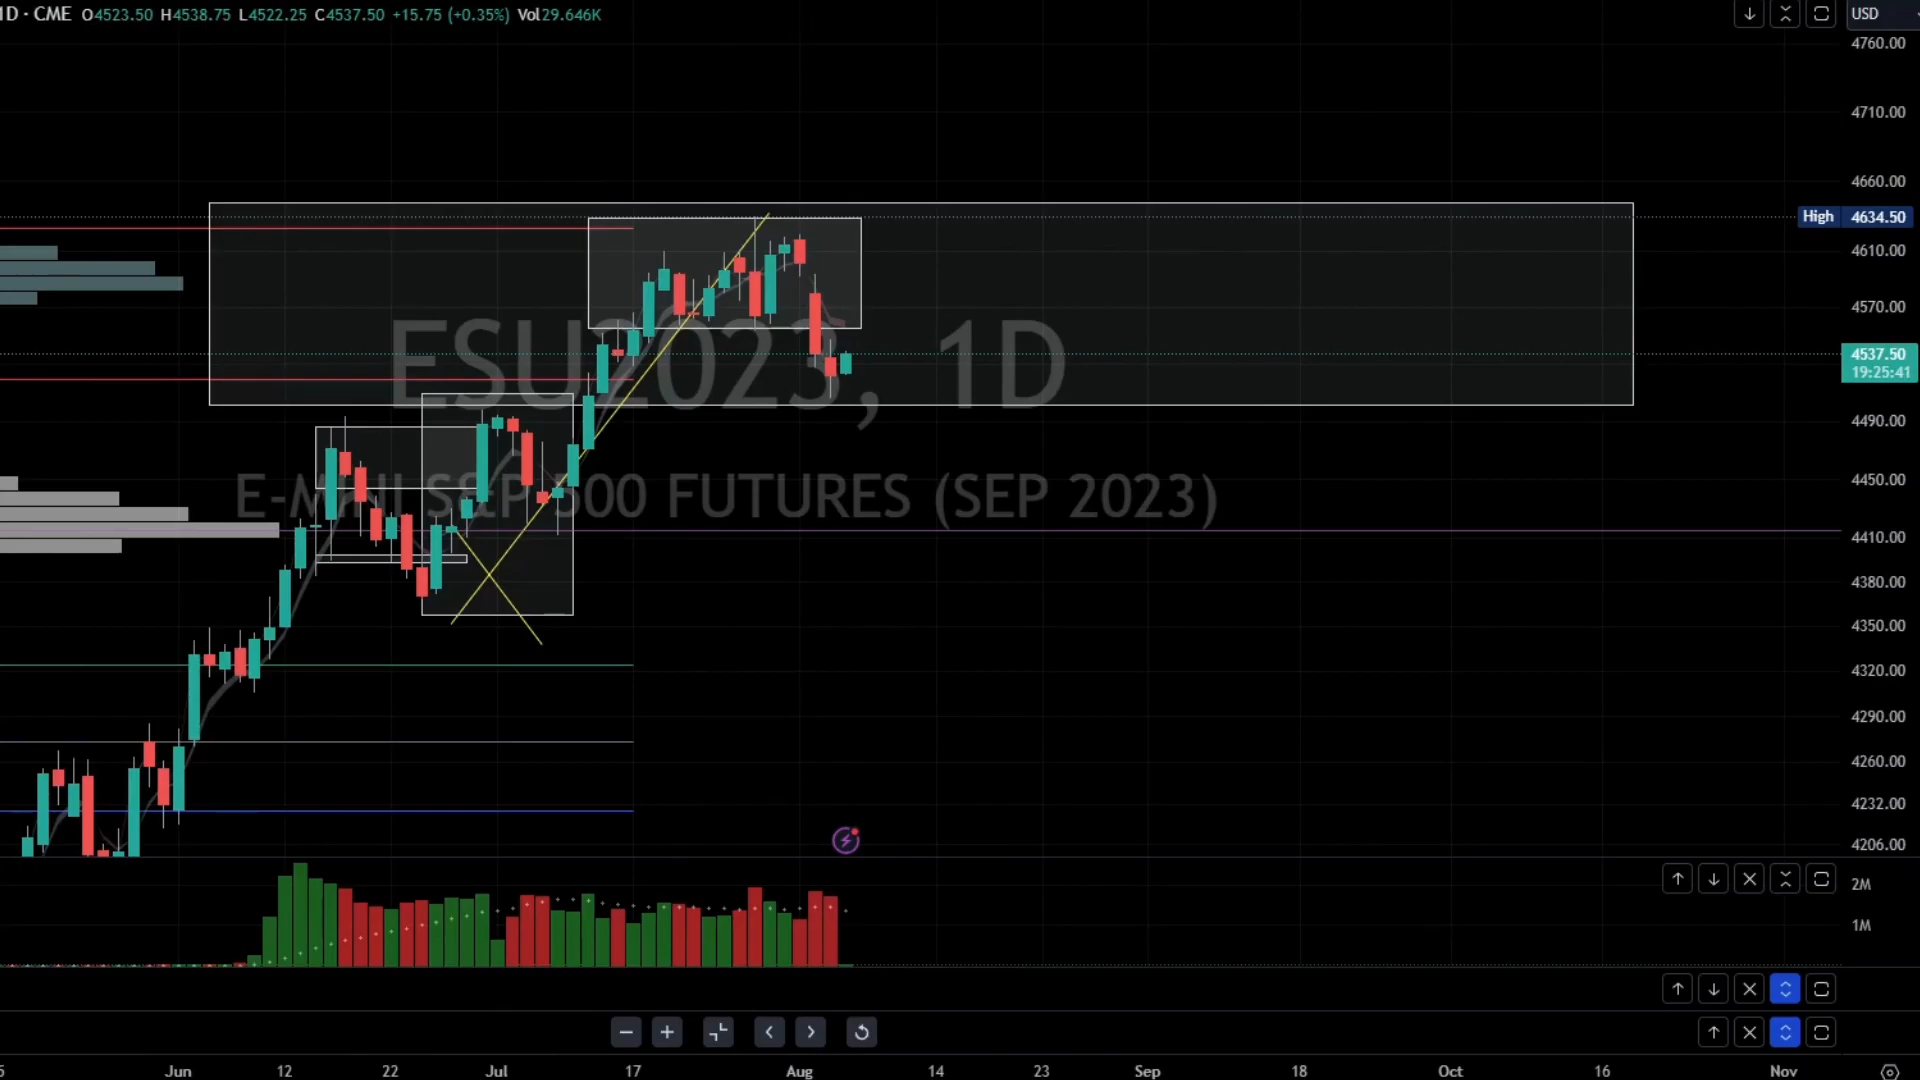 1D · CME O4523.50 H4538.75 L4522.25 C4537.50 +15.75 (+0.35%) Vol29.646K
USD
4760.00
4710.00
4660.00
High 4634.50
4610.00
4570.00
4537.50
19:25:41
4490.00
4450.00
4410.00
4380.00
4350.00
4320.00
4290.00
4260.00
4232.00
4206.00
ESU2023, 1D
E-Mini S&P 500 FUTURES (SEP 2023)
2M
1M
5 Jun 12 22 Jul 17 Aug 14 23 Sep 18 Oct 16 Nov